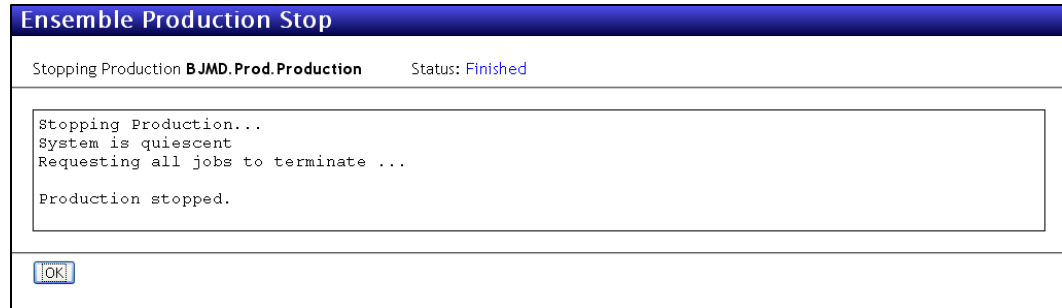 Ensemble Production Stop
Stopping Production BJMD.Prod.Production Status: Finished
Stopping Production...
System is quiescent
Requesting all jobs to terminate ...
Production stopped.
OK